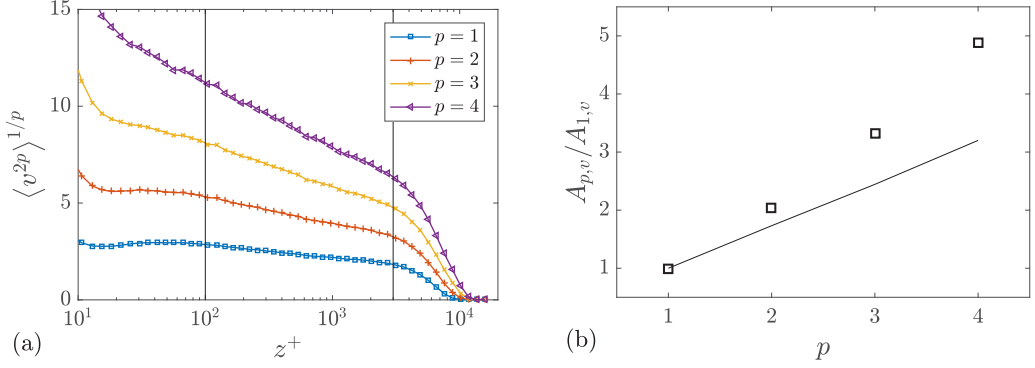 15
10
5
0
⟨v^{2p}⟩^{1/p}
p = 1
p = 2
p = 3
p = 4
10^1
10^2
10^3
10^4
z^+
(a)
5
4
3
2
1
A_{p,v}/A_{1,v}
1
2
3
4
p
(b)